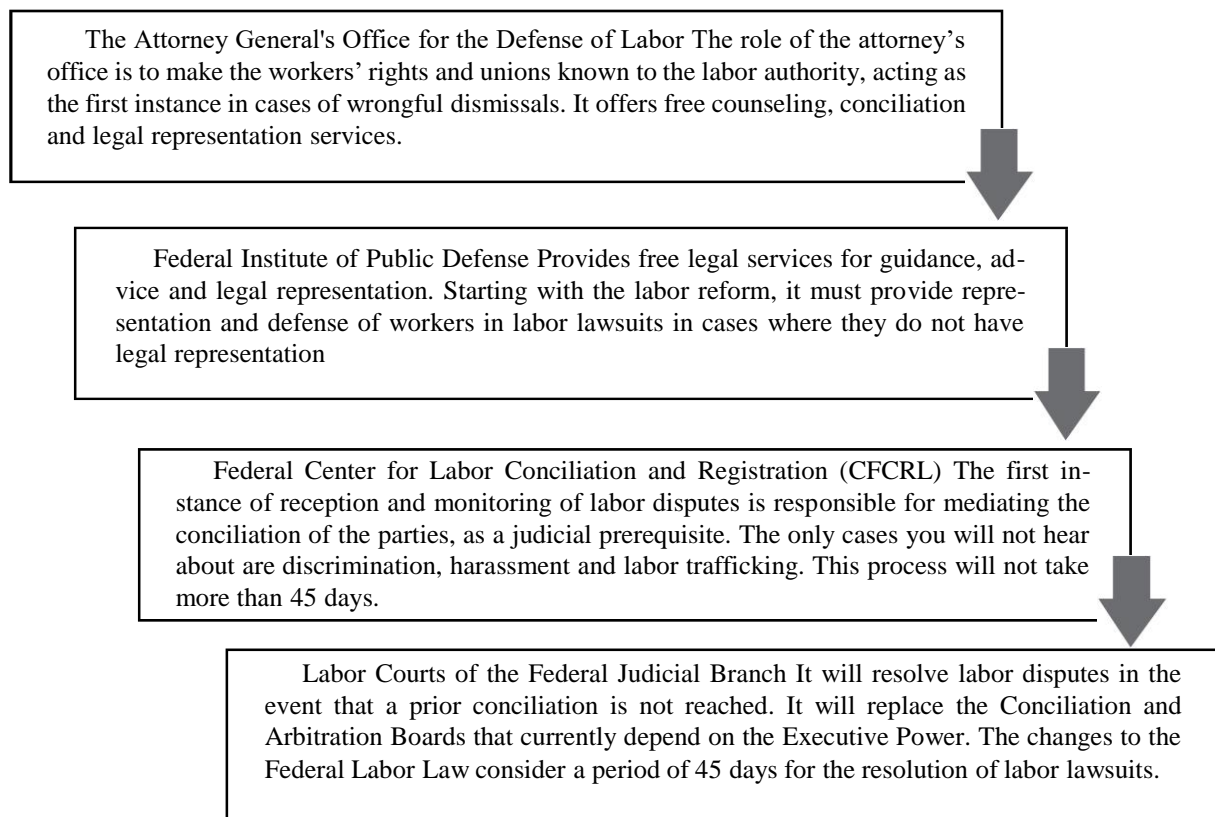 The Attorney General's Office for the Defense of Labor The role of the attorney's
office is to make the workers' rights and unions known to the labor authority, acting as
the first instance in cases of wrongful dismissals. It offers free counseling, conciliation
and legal representation services.
Federal Institute of Public Defense Provides free legal services for guidance, ad-
vice and legal representation. Starting with the labor reform, it must provide repre-
sentation and defense of workers in labor lawsuits in cases where they do not have
legal representation
Federal Center for Labor Conciliation and Registration (CFCRL) The first in-
stance of reception and monitoring of labor disputes is responsible for mediating the
conciliation of the parties, as a judicial prerequisite. The only cases you will not hear
about are discrimination, harassment and labor trafficking. This process will not take
more than 45 days.
Labor Courts of the Federal Judicial Branch It will resolve labor disputes in the
event that a prior conciliation is not reached. It will replace the Conciliation and
Arbitration Boards that currently depend on the Executive Power. The changes to the
Federal Labor Law consider a period of 45 days for the resolution of labor lawsuits.